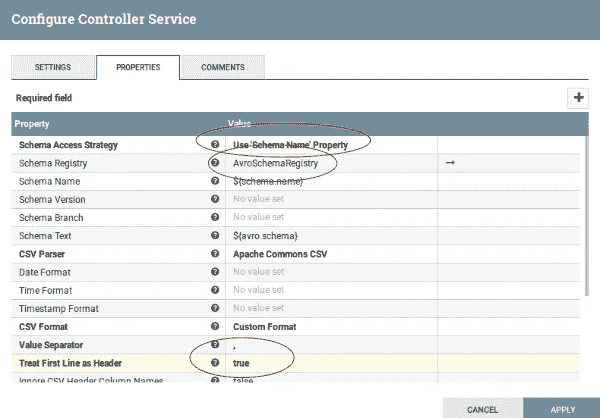 Configure Controller Service
SETTINGS PROPERTIES COMMENTS
Required field
Property Value
Schema Access Strategy Use 'Schema Name' Property
Schema Registry AvroSchemaRegistry
Schema Name ${schema.name}
Schema Version No value set
Schema Branch No value set
Schema Text ${avro.schema}
CSV Parser Apache Commons CSV
Date Format No value set
Time Format No value set
Timestamp Format No value set
CSV Format Custom Format
Value Separator ,
Treat First Line as Header true
Ignore CSV Header Column Names false
CANCEL APPLY